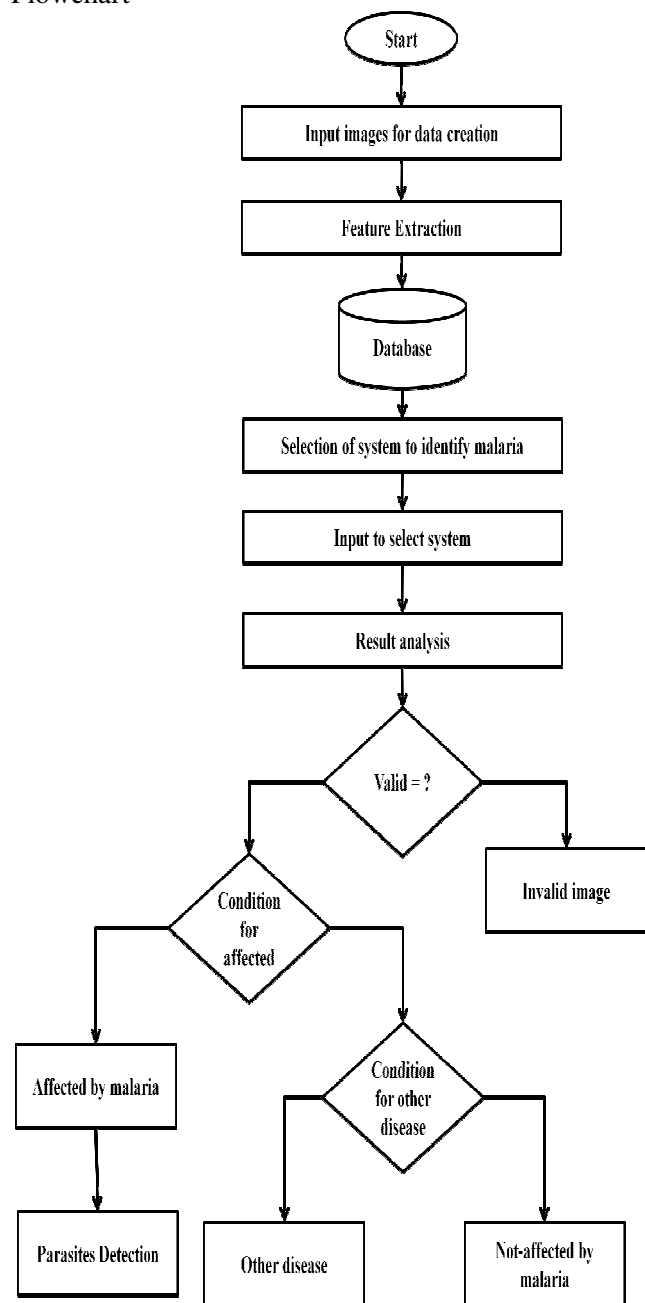 Flowchart
Start
Input images for data creation
Feature Extraction
Database
Selection of system to identify malaria
Input to select system
Result analysis
Valid = ?
Invalid image
Condition
for
affected
Affected by malaria
Condition
for other
disease
Parasites Detection
Other disease
Not-affected by
malaria